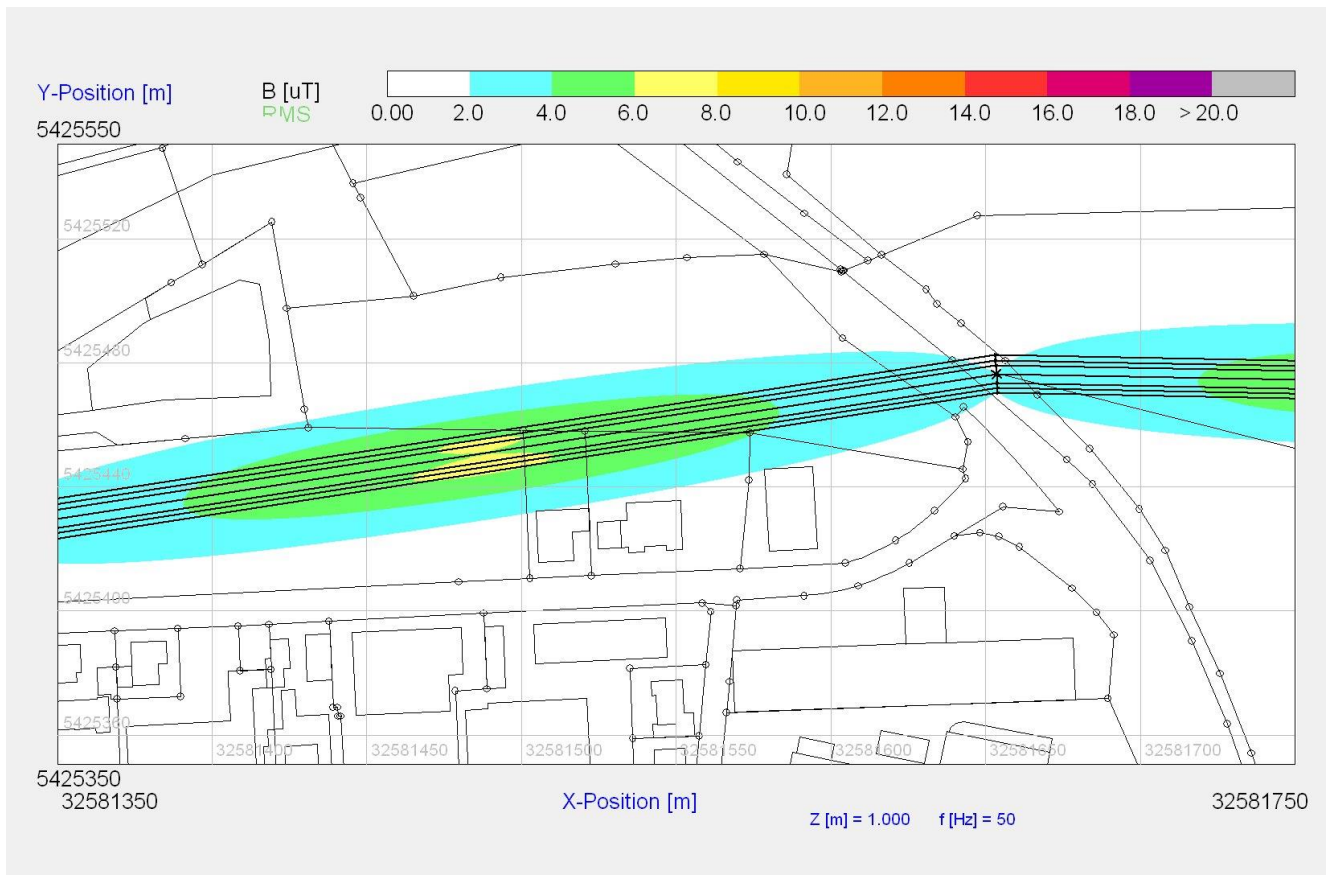 Y-Position [m]
B [uT]
RMS
0.00 2.0 4.0 6.0 8.0 10.0 12.0 14.0 16.0 18.0 > 20.0
5425550
5425520
5425480
5425440
5425400
5425360
32581400 32581450 32581500 32581550 32581600 32581650 32581700
5425350
32581350
X-Position [m]
32581750
Z [m] = 1.000 f [Hz] = 50